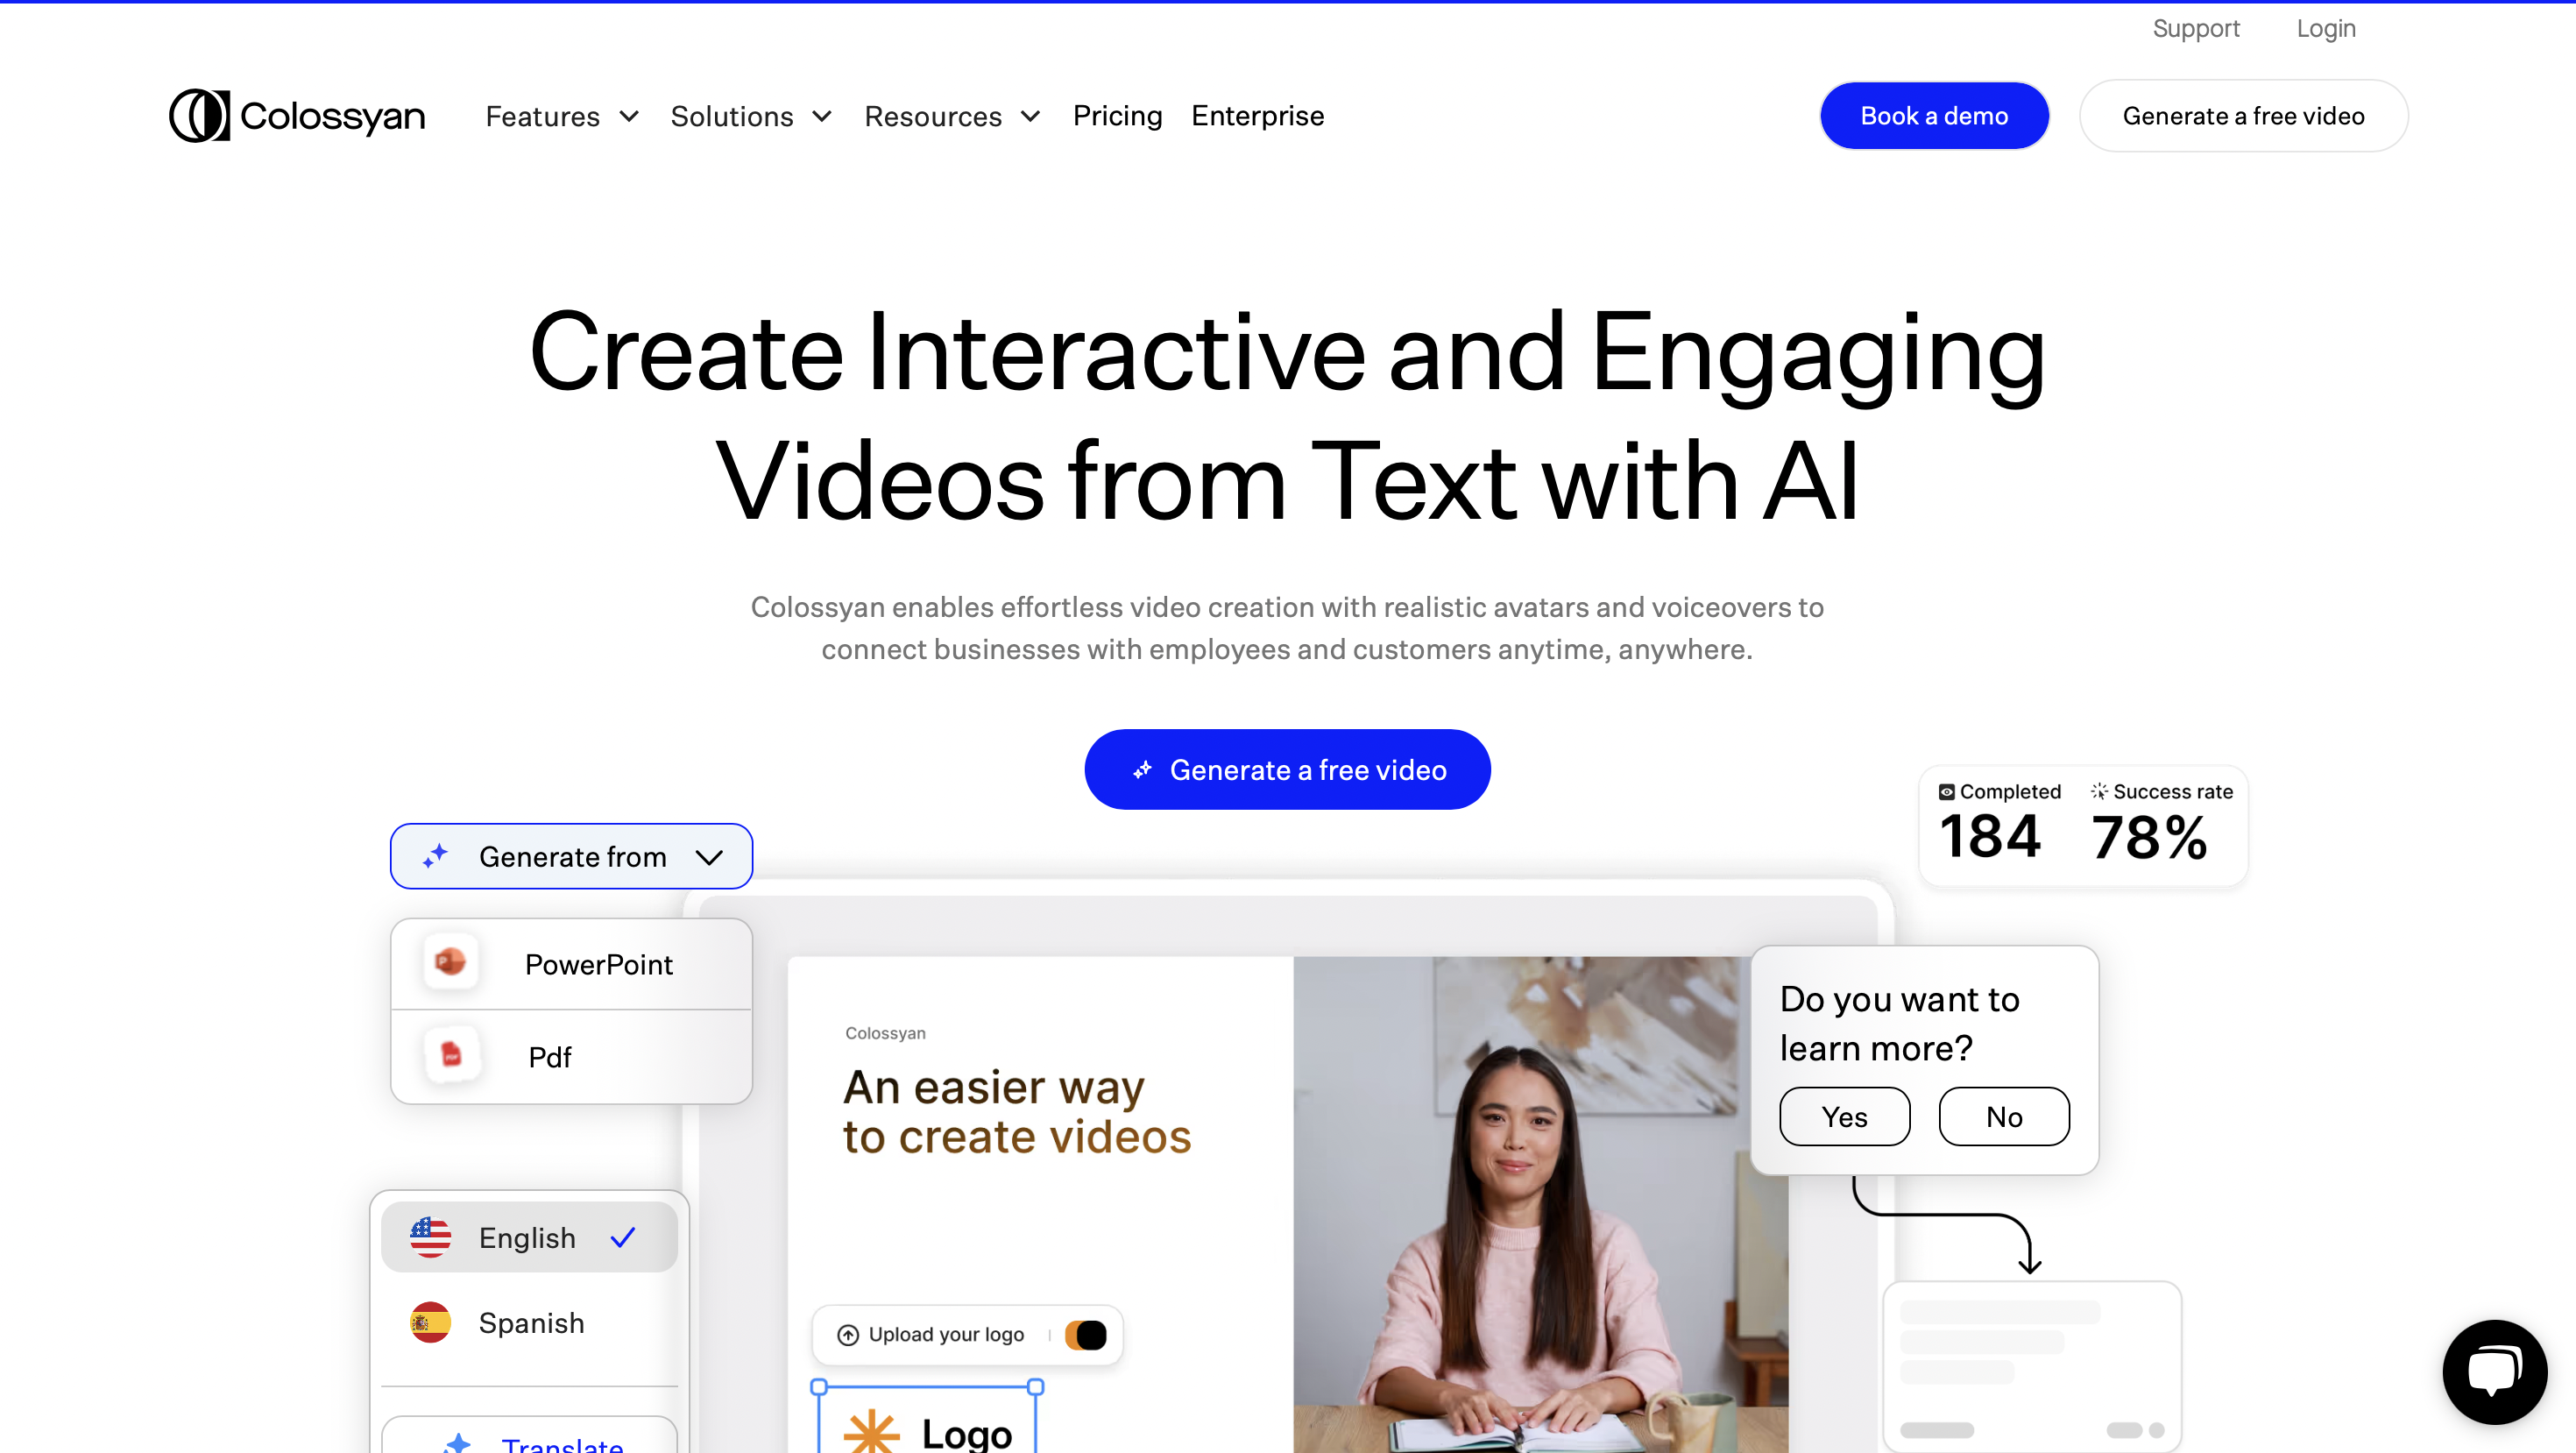 Support Login
Colossyan Features Solutions Resources Pricing Enterprise Book a demo Generate a free video
Create Interactive and Engaging
Videos from Text with AI
Colossyan enables effortless video creation with realistic avatars and voiceovers to
connect businesses with employees and customers anytime, anywhere.
Generate a free video
Completed Success rate
184 78%
Generate from
PowerPoint
Pdf
Colossyan
An easier way
to create videos
Do you want to
learn more?
Yes No
English
Spanish
Upload your logo
Logo
Translate